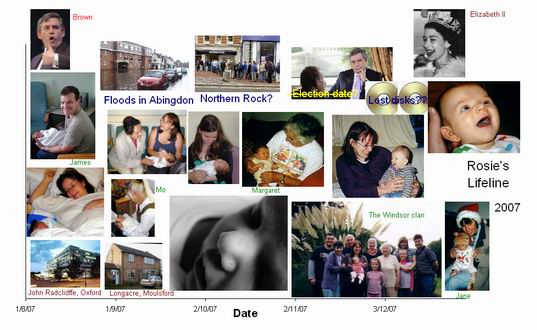 Brown
Elizabeth II
Floods in Abingdon
Northern Rock?
Election date?
Lost disks??
James
Mo
Margaret
Rosie's
Lifeline
The Windsor clan
2007
John Radcliffe, Oxford
Longacre, Moulsford
Jane
1/8/07
1/9/07
2/10/07
2/11/07
3/12/07
Date